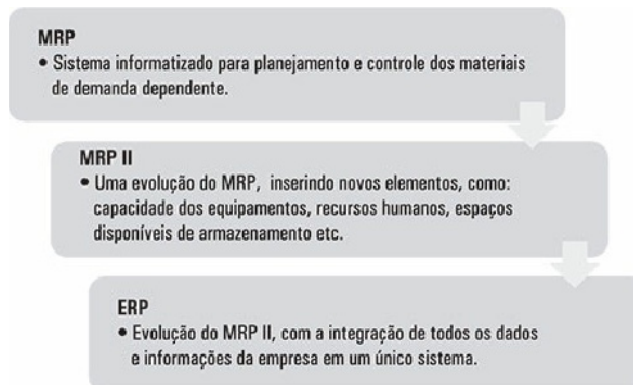 MRP
• Sistema informatizado para planejamento e controle dos materiais
de demanda dependente.
MRP II
• Uma evolução do MRP, inserindo novos elementos, como:
capacidade dos equipamentos, recursos humanos, espaços
disponíveis de armazenamento etc.
ERP
• Evolução do MRP II, com a integração de todos os dados
e informações da empresa em um único sistema.